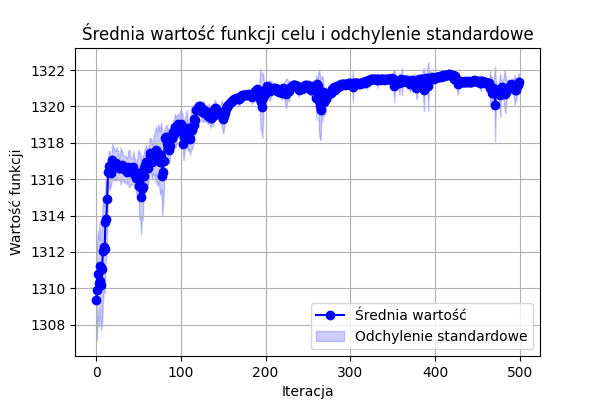 Średnia wartość funkcji celu i odchylenie standardowe
Wartość funkcji
1322
1320
1318
1316
1314
1312
1310
1308
Średnia wartość
Odchylenie standardowe
0 100 200 300 400 500
Iteracja